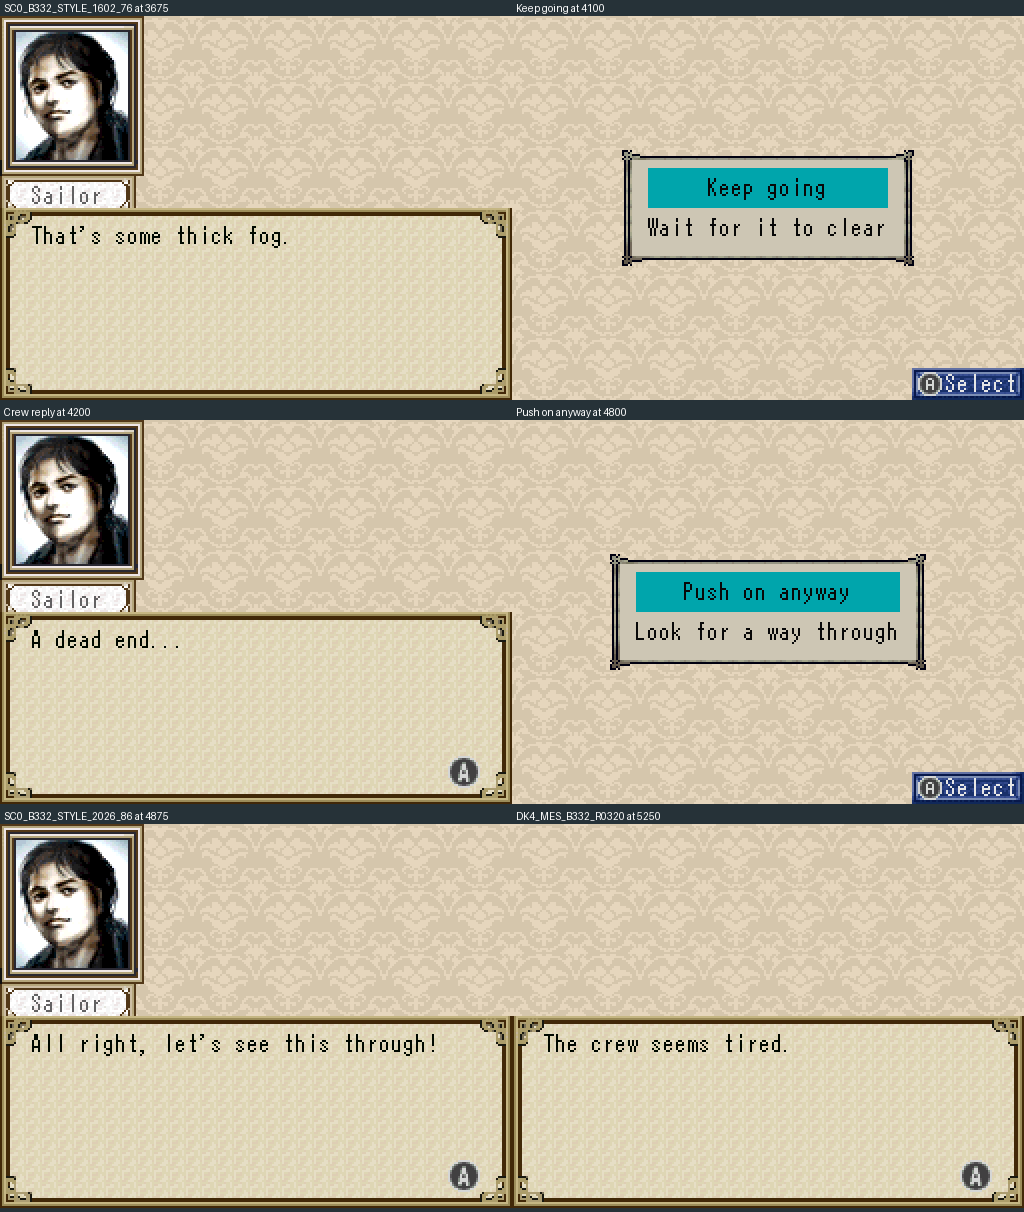 SC0_B332_STYLE_1602_76 at 3675
Keep going at 4100
Sailor
That's some thick fog.
Keep going
Wait for it to clear
A Select
Crew reply at 4200
Push on anyway at 4800
Sailor
A dead end...
A
Push on anyway
Look for a way through
A Select
SC0_B332_STYLE_2026_86 at 4875
DK4_MES_B332_R0320 at 5250
Sailor
All right, let's see this through!
A
The crew seems tired.
A